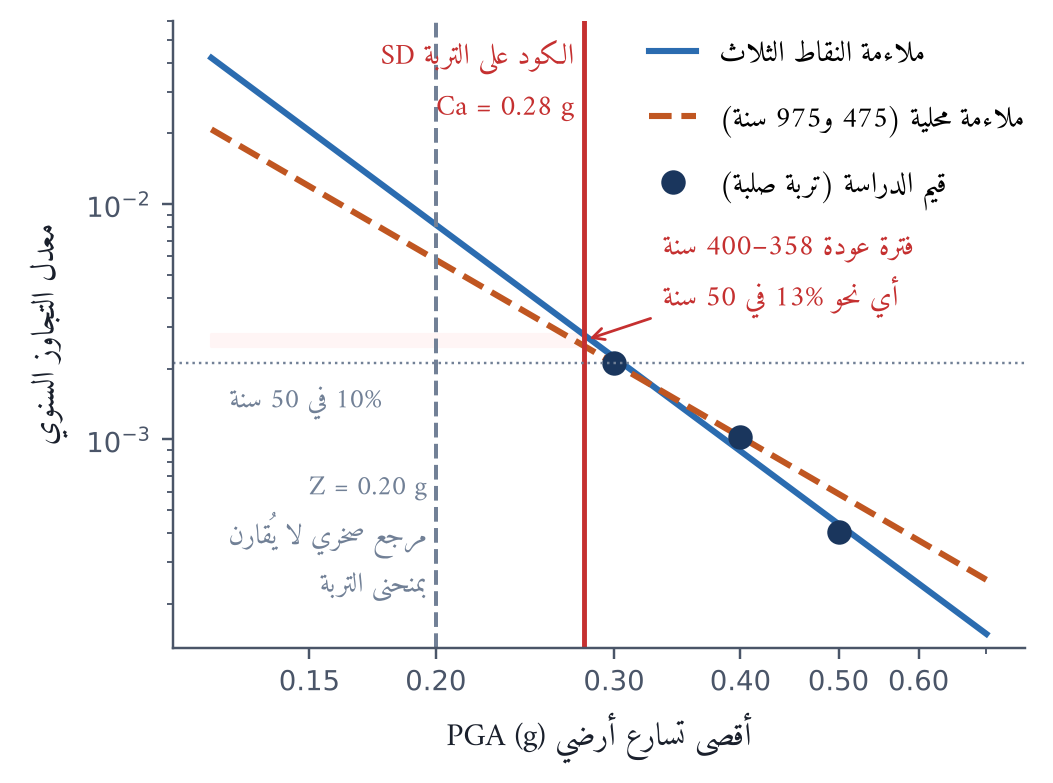 الكود على التربة SD
Ca = 0.28 g
ملاءمة النقاط الثلاث
ملاءمة محلية (475 و975 سنة)
قيم الدراسة (تربة صلبة)
فترة عودة 358–400 سنة
أي نحو 13% في 50 سنة
10% في 50 سنة
Z = 0.20 g
مرجع صخري لا يُقارن
بمنحنى التربة
معدل التجاوز السنوي
10⁻²
10⁻³
0.15 0.20 0.30 0.40 0.50 0.60
أقصى تسارع أرضي PGA (g)